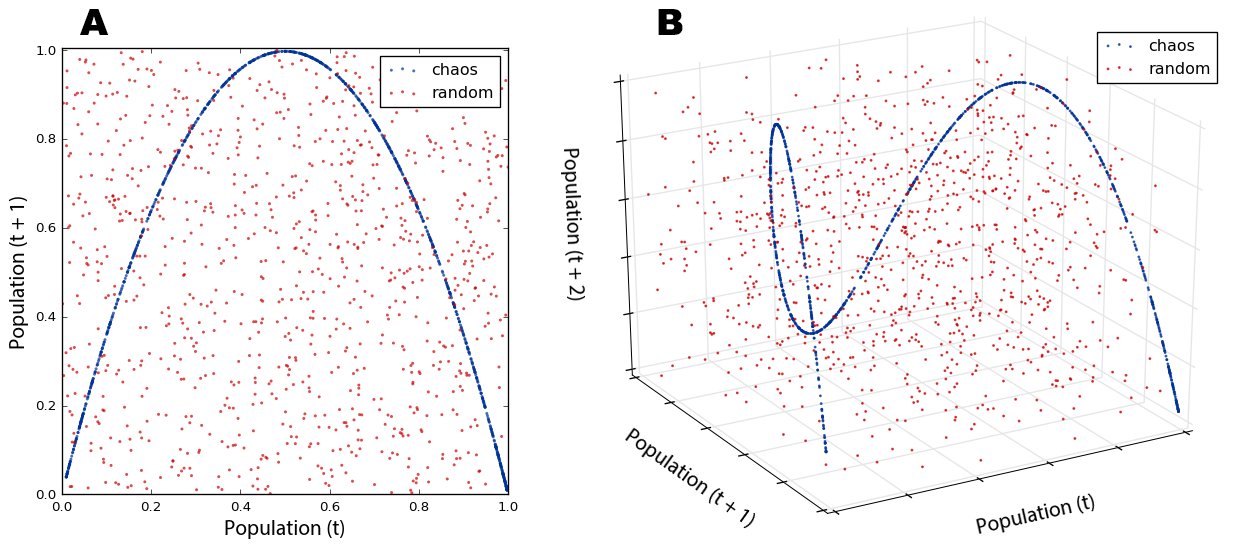 A
chaos
random
1.0
0.8
0.6
0.4
0.2
0.0
0.0
0.2
0.4
0.6
0.8
1.0
Population (t + 1)
Population (t)
B
chaos
random
Population (t + 2)
Population (t + 1)
Population (t)